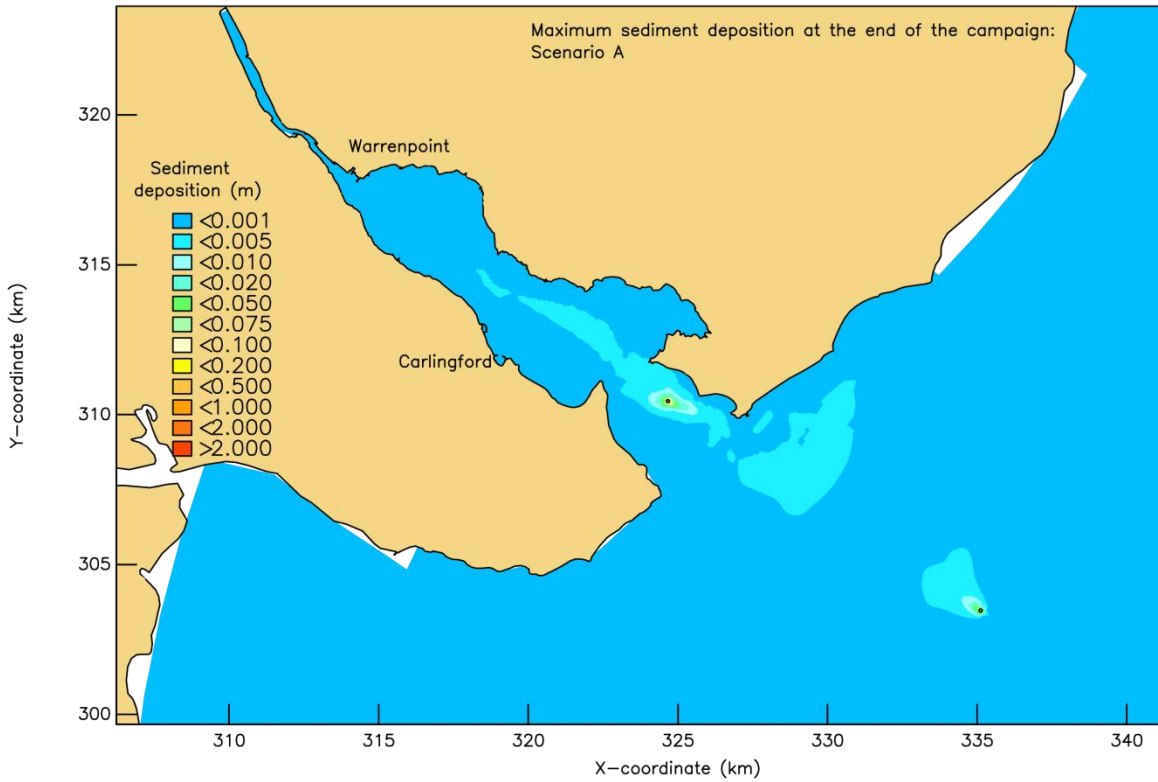 Maximum sediment deposition at the end of the campaign:
Scenario A
320
Warrenpoint
Sediment
deposition (m)
<0.001
<0.005
<0.010
<0.020
<0.050
<0.075
<0.100
<0.200
<0.500
<1.000
<2.000
>2.000
315
Carlingford
310
305
300
Y-coordinate (km)
310 315 320 325 330 335 340
X-coordinate (km)